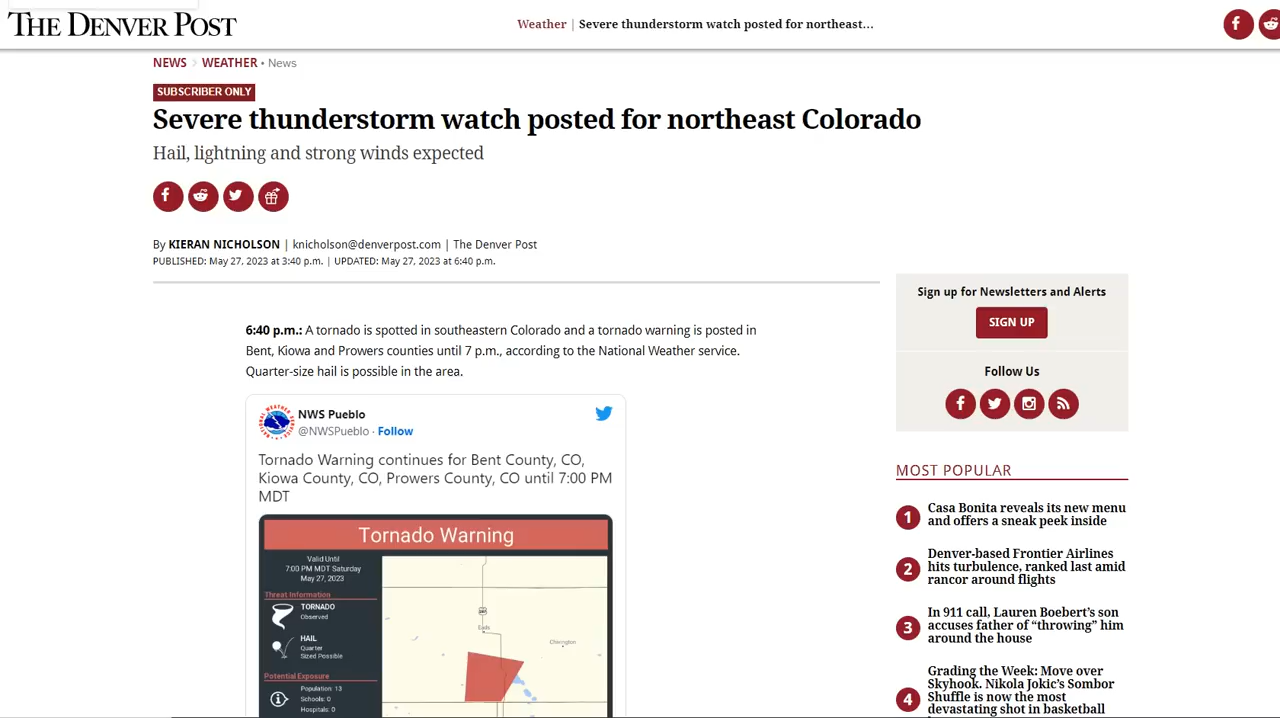 THE DENVER POST
Weather | Severe thunderstorm watch posted for northeast...
NEWS > WEATHER • News
SUBSCRIBER ONLY
Severe thunderstorm watch posted for northeast Colorado
Hail, lightning and strong winds expected
By KIERAN NICHOLSON | knicholson@denverpost.com | The Denver Post
PUBLISHED: May 27, 2023 at 3:40 p.m. | UPDATED: May 27, 2023 at 6:40 p.m.
6:40 p.m.: A tornado is spotted in southeastern Colorado and a tornado warning is posted in
Bent, Kiowa and Prowers counties until 7 p.m., according to the National Weather service.
Quarter-size hail is possible in the area.
NWS Pueblo
@NWSPueblo · Follow
Tornado Warning continues for Bent County, CO,
Kiowa County, CO, Prowers County, CO until 7:00 PM
MDT
Tornado Warning
Valid Until
7:00 PM MDT Saturday
May 27, 2023
Threat Information
TORNADO
Observed
HAIL
Quarter
Sized Possible
Potential Exposure
Population: 13
Schools: 0
Hospitals: 0
Eads
Sign up for Newsletters and Alerts
SIGN UP
Follow Us
MOST POPULAR
1 Casa Bonita reveals its new menu
and offers a sneak peek inside
2 Denver-based Frontier Airlines
hits turbulence, ranked last amid
rancor around flights
3 In 911 call, Lauren Boebert's son
accuses father of "throwing" him
around the house
4 Grading the Week: Move over
Skyhook. Nikola Jokic's Sombor
Shuffle is now the most
devastating shot in basketball